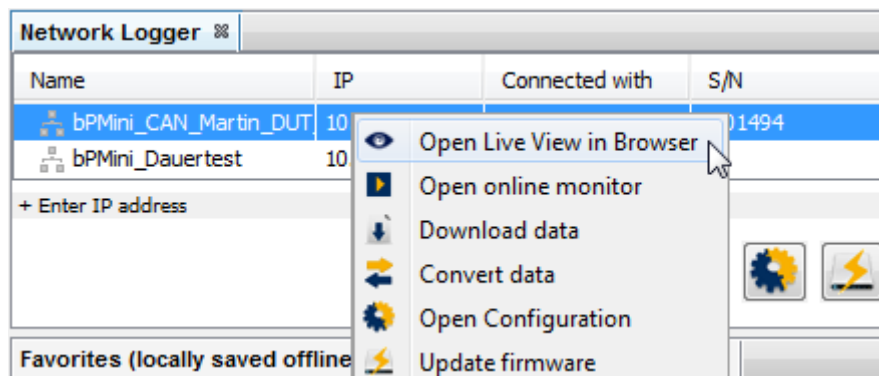 Network Logger
Name IP Connected with S/N
bPMini_CAN_Martin_DUT 10 01494
Open Live View in Browser
bPMini_Dauertest 10
Open online monitor
+ Enter IP address
Download data
Convert data
Open Configuration
Favorites (locally saved offline
Update firmware